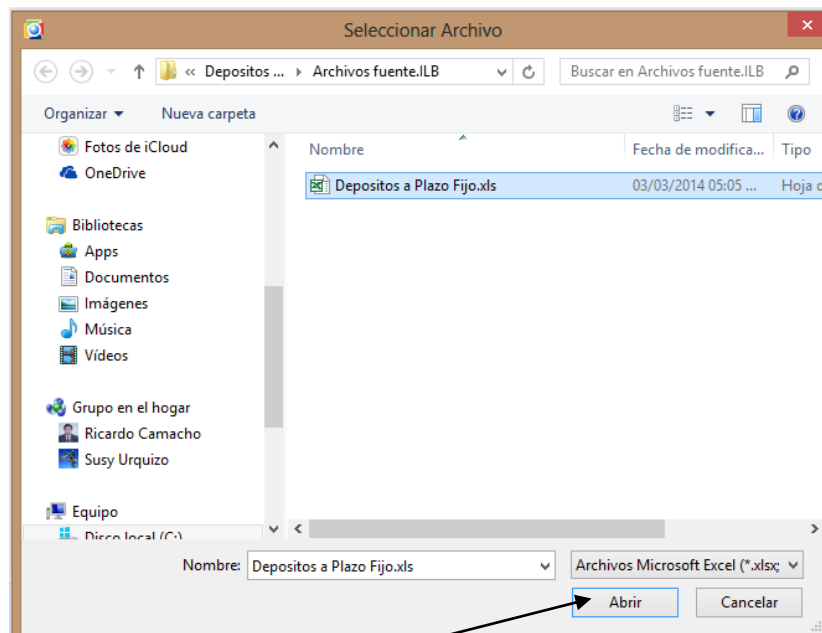 Seleccionar Archivo
« Depositos ... Archivos fuente.ILB
Buscar en Archivos fuente.ILB
Organizar Nueva carpeta
Fotos de iCloud
OneDrive
Bibliotecas
Apps
Documentos
Imágenes
Música
Vídeos
Grupo en el hogar
Ricardo Camacho
Susy Urquizo
Equipo
Disco local (C:)
Nombre Fecha de modifica... Tipo
Depositos a Plazo Fijo.xls 03/03/2014 05:05 ... Hoja d
Nombre: Depositos a Plazo Fijo.xls
Archivos Microsoft Excel (*.xlsx;
Abrir Cancelar